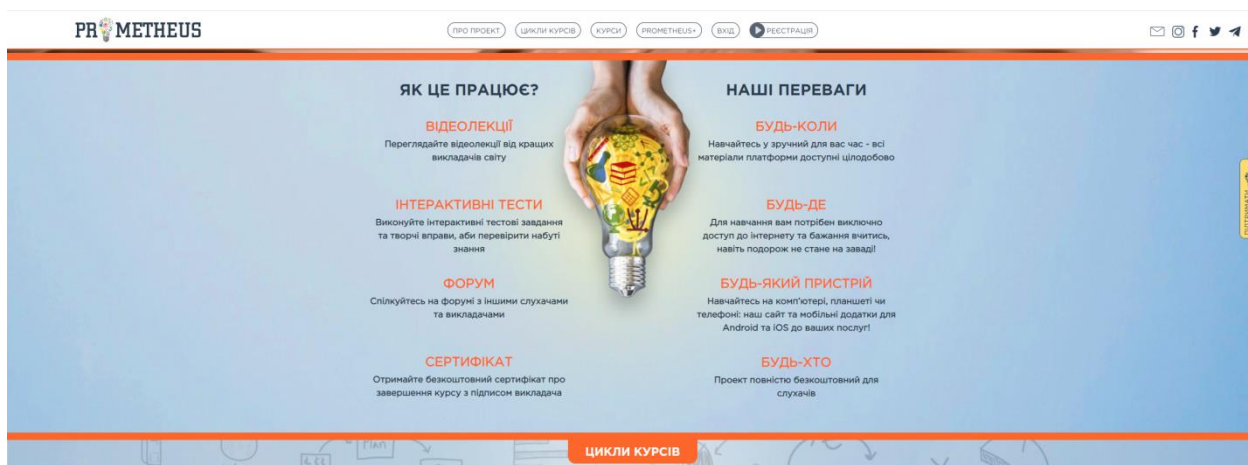 PROMETHEUS
ПРО ПРОЕКТ ЦИКЛИ КУРСІВ КУРСИ PROMETHEUS+ ВХІД РЕЄСТРАЦІЯ
ЯК ЦЕ ПРАЦЮЄ?
ВІДЕОЛЕКЦІЇ
Переглядайте відеолекції від кращих
викладачів світу
ІНТЕРАКТИВНІ ТЕСТИ
Виконуйте інтерактивні тестові завдання
та творчі вправи, аби перевірити набуті
знання
ФОРУМ
Спілкуйтесь на форумі з іншими слухачами
та викладачами
СЕРТИФІКАТ
Отримайте безкоштовний сертифікат про
завершення курсу з підписом викладача
НАШІ ПЕРЕВАГИ
БУДЬ-КОЛИ
Навчайтесь у зручний для вас час - всі
матеріали платформи доступні цілодобово
БУДЬ-ДЕ
Для навчання вам потрібен виключно
доступ до інтернету та бажання вчитись,
навіть подорож не стане на заваді!
БУДЬ-ЯКИЙ ПРИСТРІЙ
Навчайтесь на комп'ютері, планшеті чи
телефоні: наш сайт та мобільні додатки для
Android та iOS до ваших послуг!
БУДЬ-ХТО
Проект повністю безкоштовний для
слухачів
ЦИКЛИ КУРСІВ